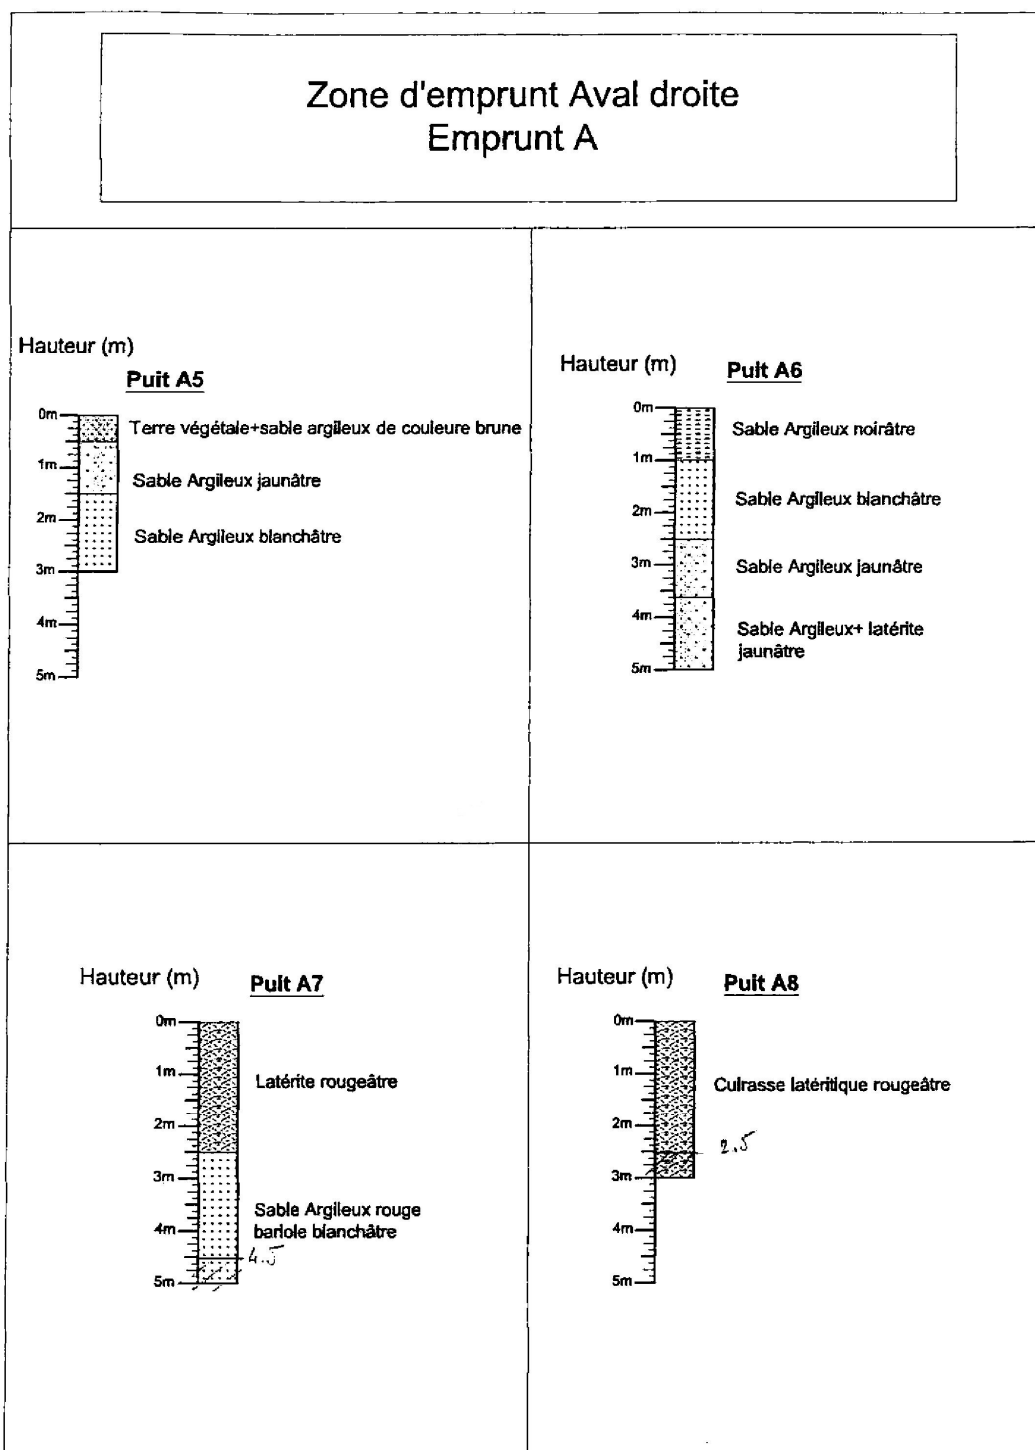 Zone d'emprunt Aval droite
Emprunt A
Hauteur (m)
Puit A5
0m
Terre végétale+sable argileux de couleure brune
1m
Sable Argileux jaunâtre
2m
Sable Argileux blanchâtre
3m
4m
5m
Hauteur (m)
Puit A6
0m
Sable Argileux noirâtre
1m
Sable Argileux blanchâtre
2m
3m
Sable Argileux jaunâtre
4m
Sable Argileux+ latérite
jaunâtre
5m
Hauteur (m)
Puit A7
0m
1m
Latérite rougeâtre
2m
3m
Sable Argileux rouge
4m
bariole blanchâtre
4.5
5m
Hauteur (m)
Puit A8
0m
1m
Cuirasse latéritique rougeâtre
2m
2.5
3m
4m
5m